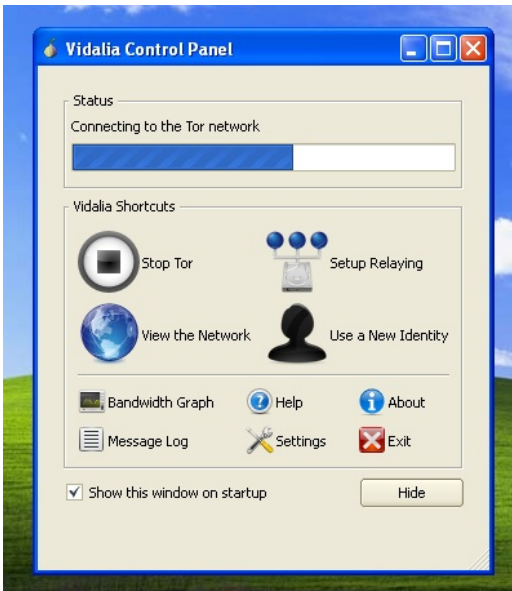 Vidalia Control Panel
Status
Connecting to the Tor network
Vidalia Shortcuts
Stop Tor
Setup Relaying
View the Network
Use a New Identity
Bandwidth Graph
Help
About
Message Log
Settings
Exit
Show this window on startup
Hide